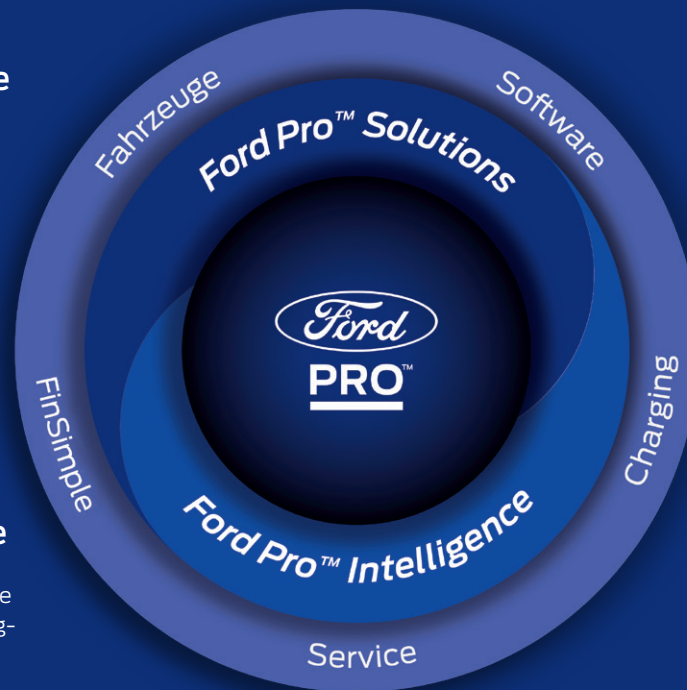 e
Fahrzeuge
Software
Ford Pro™ Solutions
Ford
PRO™
FinSimple
Charging
Ford Pro™ Intelligence
e
e
g-
Service